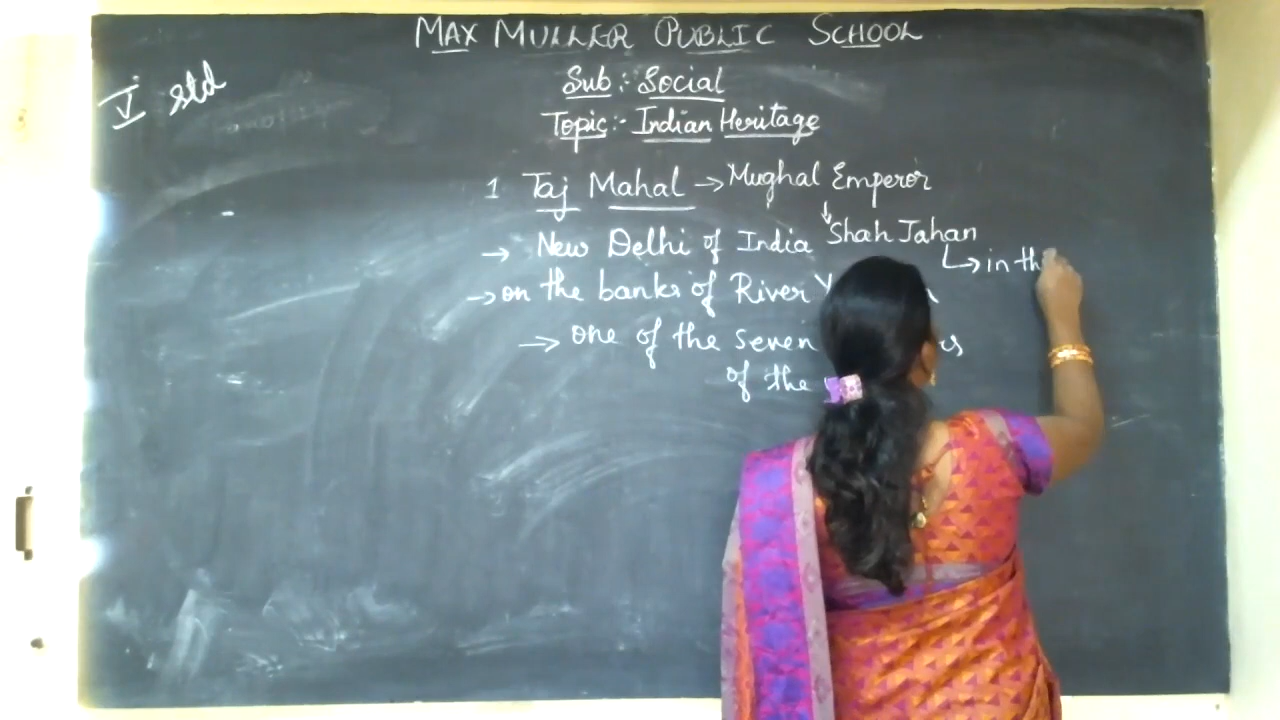 MAX MULLER PUBLIC SCHOOL
V std
Sub:- Social
Topic:- Indian Heritage
1 Taj Mahal → Mughal Emperor
↓
Shah Jahan
→ New Delhi of India
↳ in th
→ on the banks of River
→ one of the seven
of the